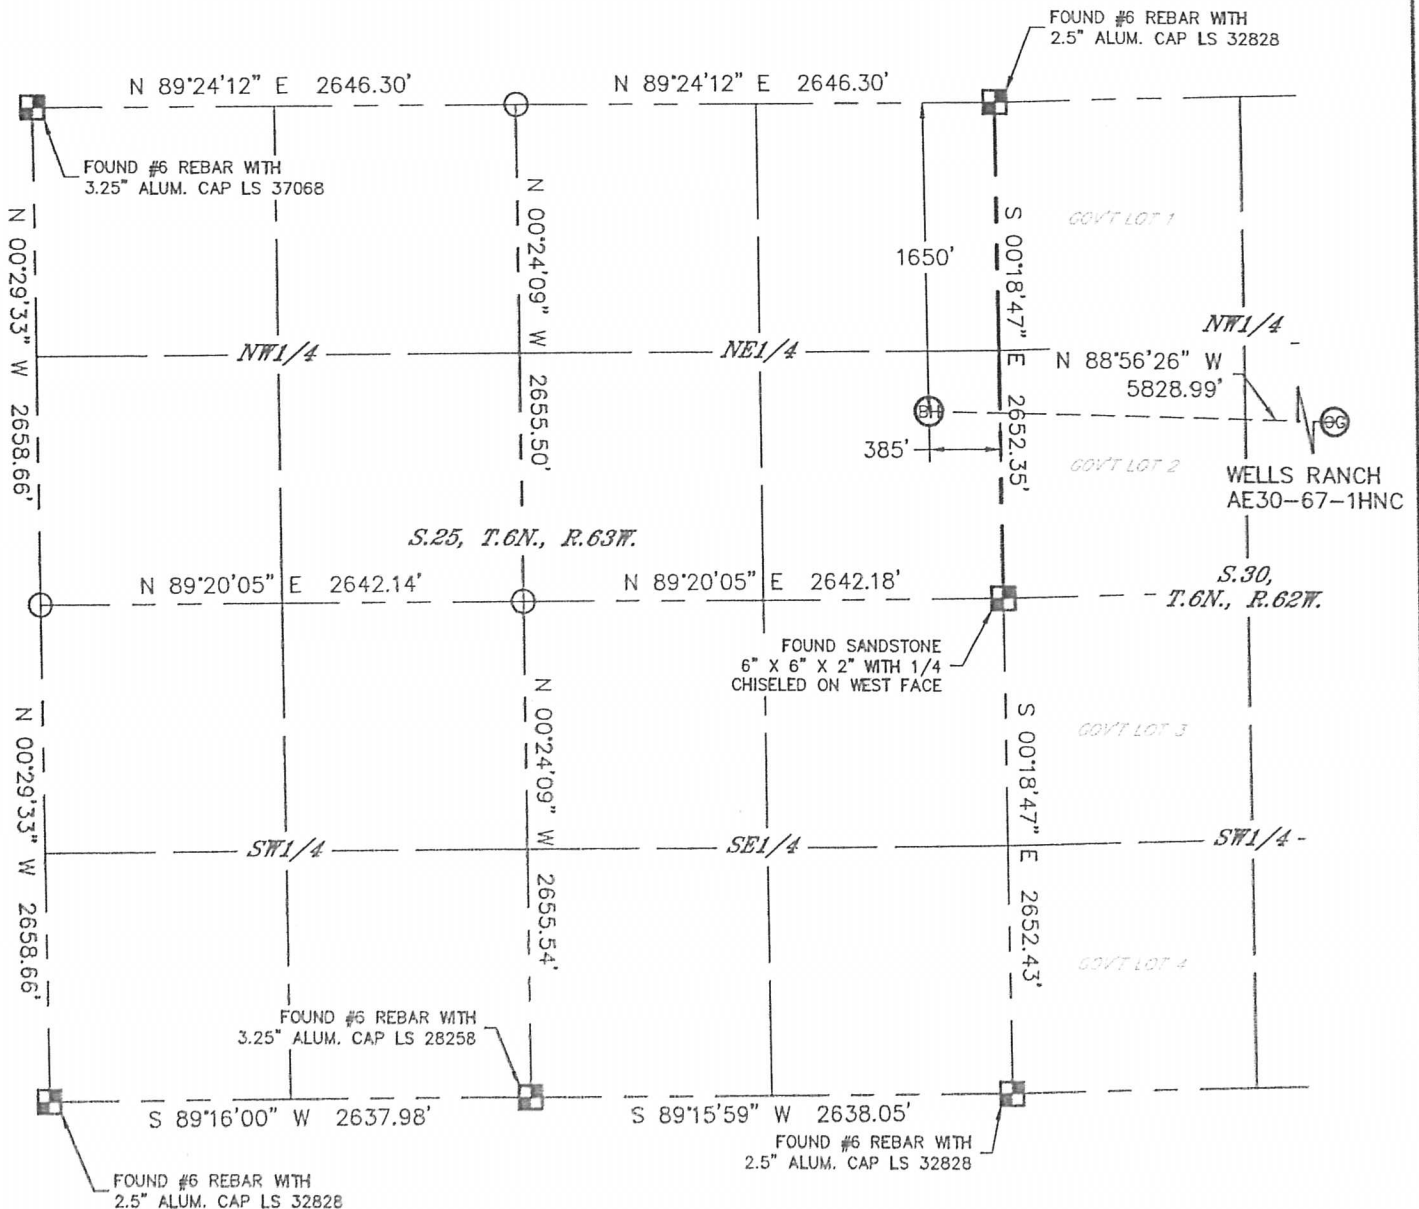 FOUND #6 REBAR WITH
2.5" ALUM. CAP LS 32828
N 89°24'12" E 2646.30'
N 89°24'12" E 2646.30'
FOUND #6 REBAR WITH
3.25" ALUM. CAP LS 37068
N 00°29'33" W 2658.66'
N 00°24'09" W 2655.50'
1650'
S 00°18'47" E 2652.35'
GOV'T LOT 1
NW1/4
NE1/4
NW1/4
N 88°56'26" W
5828.99'
BH
OG
385'
GOV'T LOT 2
WELLS RANCH
AE30-67-1HNC
S.25, T.6N., R.63W.
N 89°20'05" E 2642.14'
N 89°20'05" E 2642.18'
S.30,
T.6N., R.62W.
FOUND SANDSTONE
6" X 6" X 2" WITH 1/4
CHISELED ON WEST FACE
N 00°29'33" W 2658.66'
N 00°24'09" W 2655.54'
S 00°18'47" E 2652.43'
GOV'T LOT 3
SW1/4
SE1/4
SW1/4
GOV'T LOT 4
FOUND #6 REBAR WITH
3.25" ALUM. CAP LS 28258
S 89°16'00" W 2637.98'
S 89°15'59" W 2638.05'
FOUND #6 REBAR WITH
2.5" ALUM. CAP LS 32828
FOUND #6 REBAR WITH
2.5" ALUM. CAP LS 32828